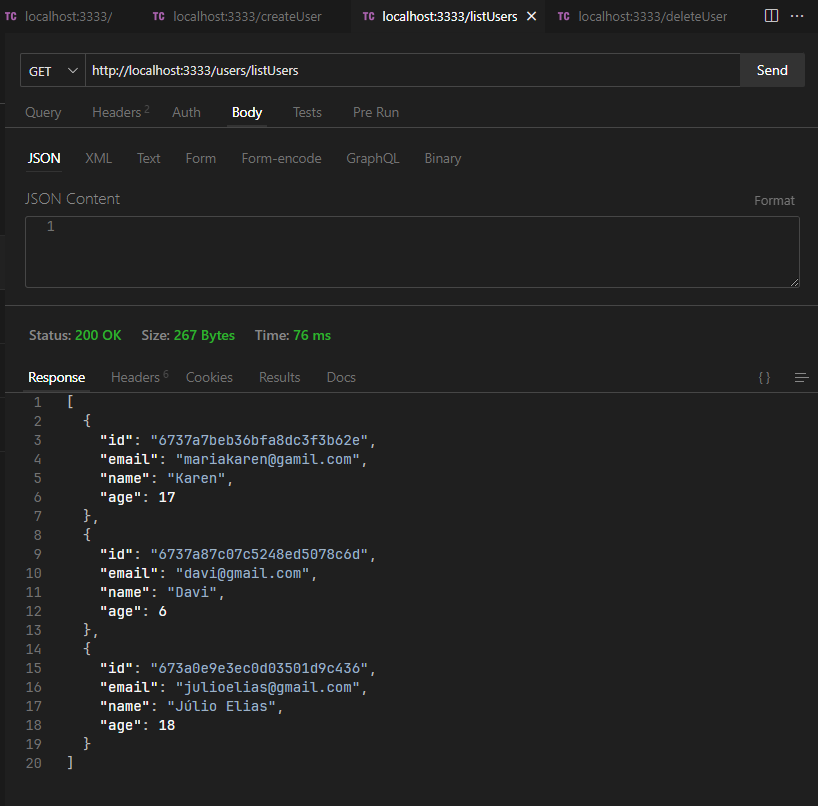 TC localhost:3333/ TC localhost:3333/createUser TC localhost:3333/listUsers × TC localhost:3333/deleteUser ···
GET http://localhost:3333/users/listUsers Send
Query Headers 2 Auth Body Tests Pre Run
JSON XML Text Form Form-encode GraphQL Binary
JSON Content Format
1
Status: 200 OK Size: 267 Bytes Time: 76 ms
Response Headers 6 Cookies Results Docs { }
1 [
2 {
3 "id": "6737a7beb36bfa8dc3f3b62e",
4 "email": "mariakaren@gamil.com",
5 "name": "Karen",
6 "age": 17
7 },
8 {
9 "id": "6737a87c07c5248ed5078c6d",
10 "email": "davi@gmail.com",
11 "name": "Davi",
12 "age": 6
13 },
14 {
15 "id": "673a0e9e3ec0d03501d9c436",
16 "email": "julioelias@gmail.com",
17 "name": "Júlio Elias",
18 "age": 18
19 }
20 ]